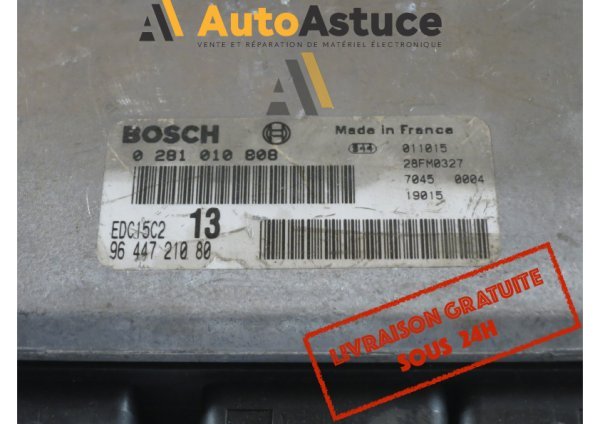 AutoAstuce
VENTE ET RÉPARATION DE MATÉRIEL ÉLECTRONIQUE
BOSCH
Made in France
0 281 010 808
011015
28FM0327
7045 0004
19015
EDC15C2 13
96 447 210 80
LIVRAISON GRATUITE
SOUS 24H